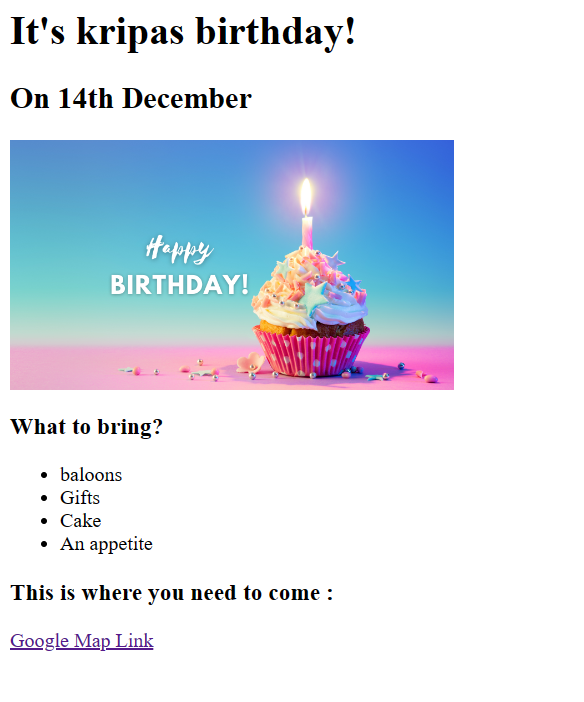 It's kripas birthday!
On 14th December
Happy
BIRTHDAY!
What to bring?
baloons
Gifts
Cake
An appetite
This is where you need to come :
Google Map Link